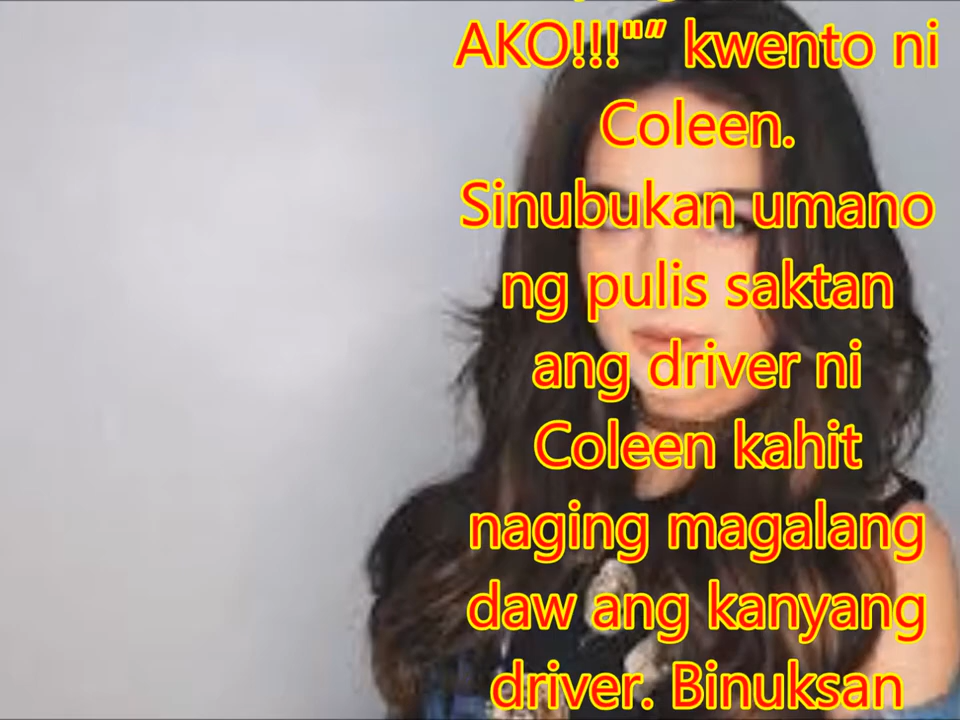 AKO!!!"” kwento ni
Coleen.
Sinubukan umano
ng pulis saktan
ang driver ni
Coleen kahit
naging magalang
daw ang kanyang
driver. Binuksan